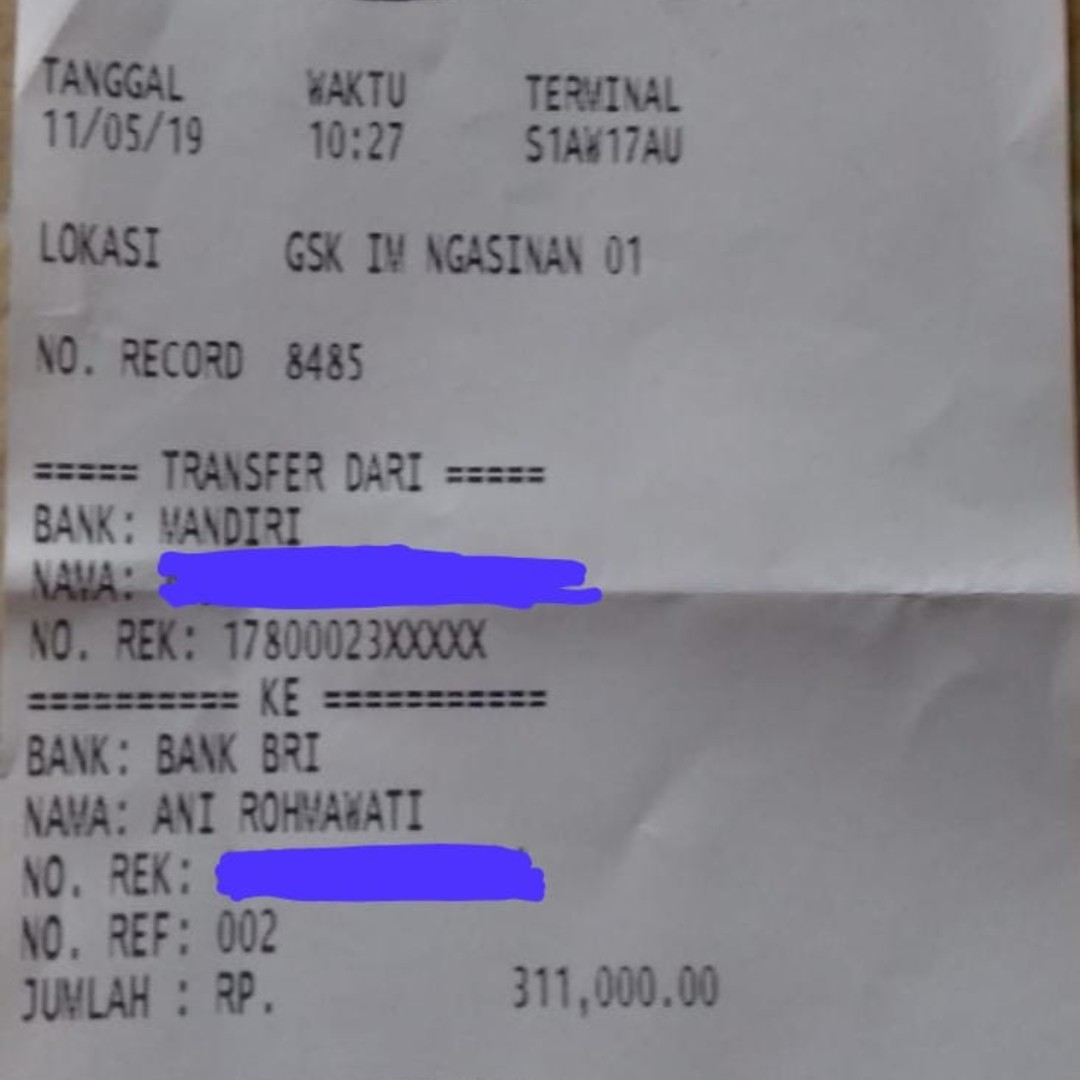 TANGGAL WAKTU TERMINAL
11/05/19 10:27 S1AW17AU
LOKASI GSK IM NGASINAN 01
NO. RECORD 8485
===== TRANSFER DARI =====
BANK: MANDIRI
NAMA:
NO. REK: 17800023XXXXX
========== KE ===========
BANK: BANK BRI
NAMA: ANI ROHMAWATI
NO. REK:
NO. REF: 002
JUMLAH : RP. 311,000.00